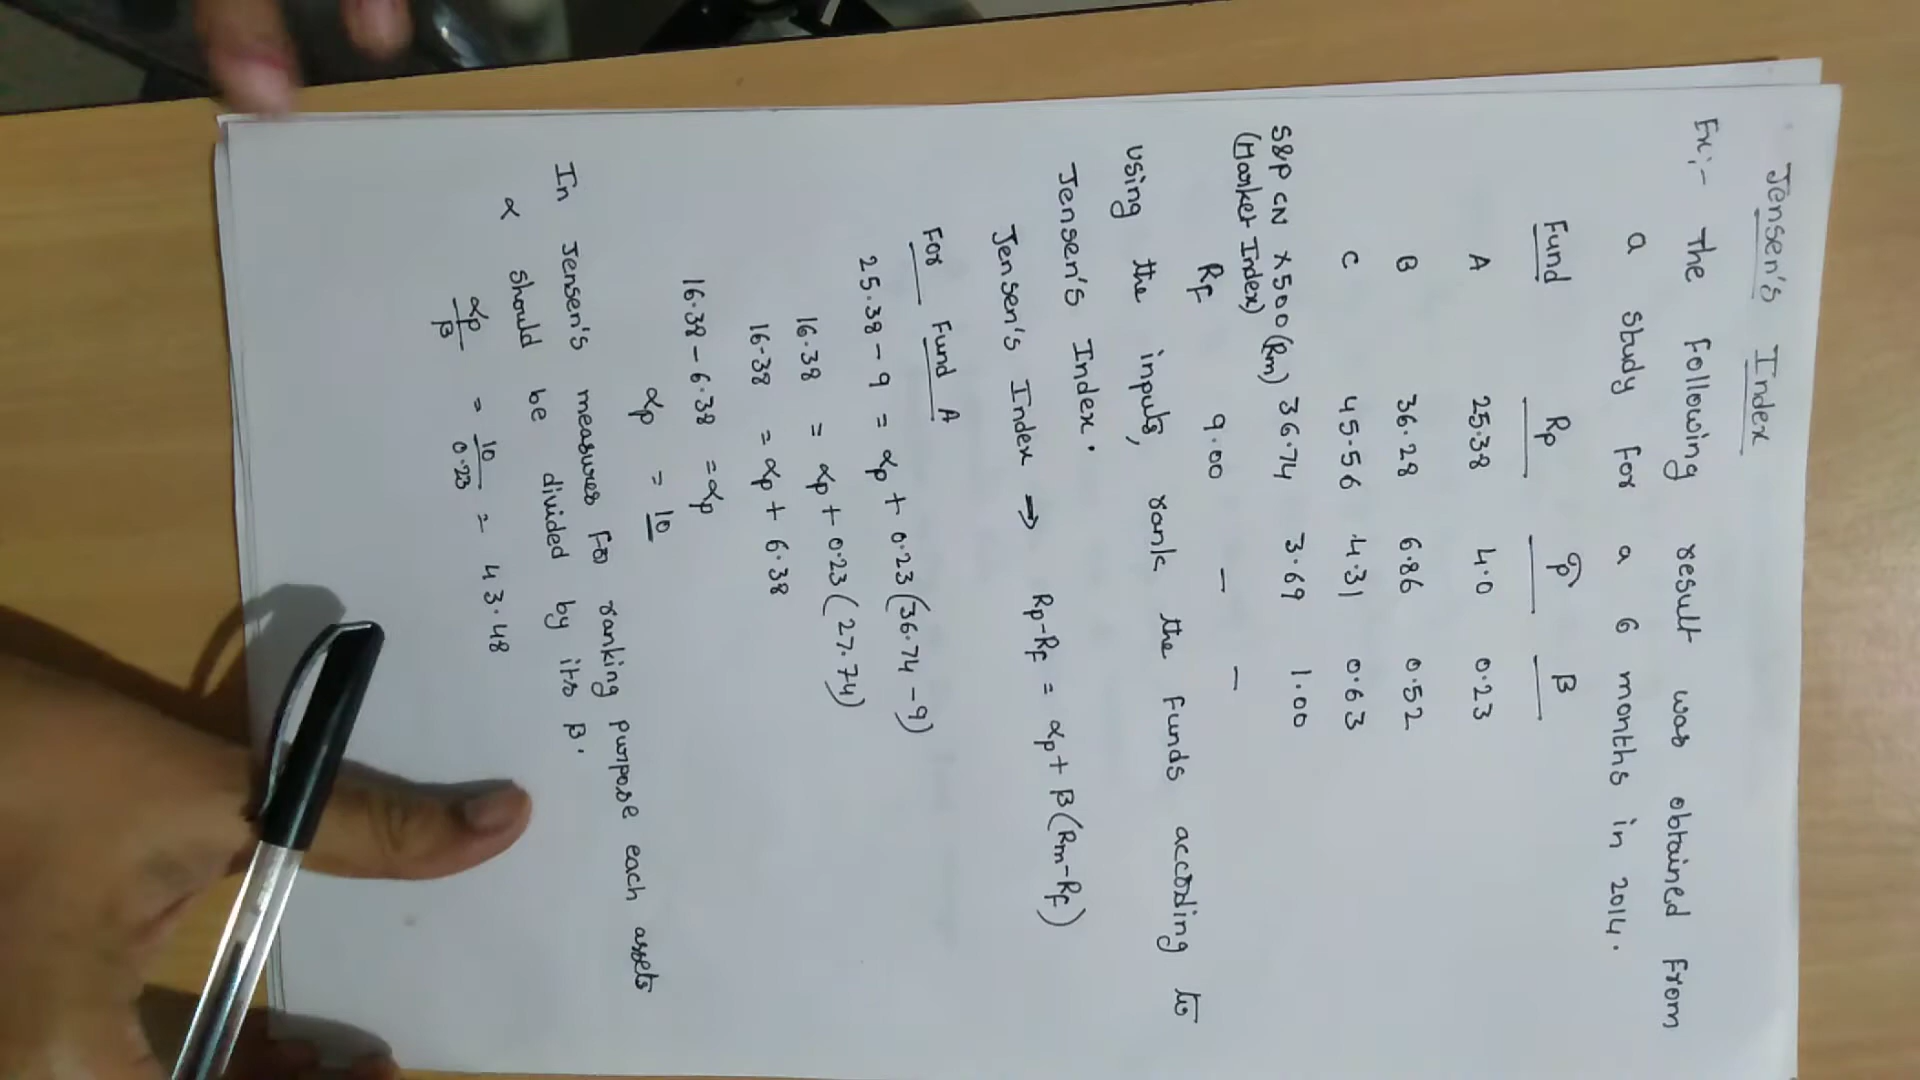 Jensen's Index
Ex:- The following result was obtained from
a study for a 6 months in 2014.
Fund Rp σp β
A 25.38 4.0 0.23
B 36.28 6.86 0.52
C 45.56 4.31 0.63
S&P CN X500 (Rm) 36.74 3.69 1.00
(Market Index)
Rf 9.00 — —
using the inputs, rank the funds according to
Jensen's Index.
Jensen's Index → Rp-Rf = αp + β(Rm-Rf)
For Fund A
25.38 - 9 = αp + 0.23(36.74 - 9)
16.38 = αp + 0.23(27.74)
16.38 = αp + 6.38
16.38 - 6.38 = αp
αp = 10
In Jensen's measures for ranking purpose each assets
α should be divided by its β.
αp/β = 10/0.23 = 43.48